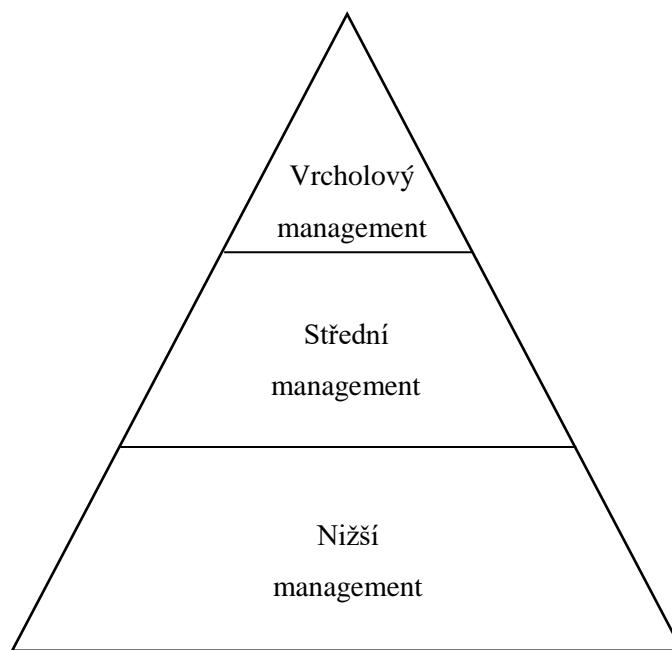 Vrcholový
management
Střední
management
Nižší
management